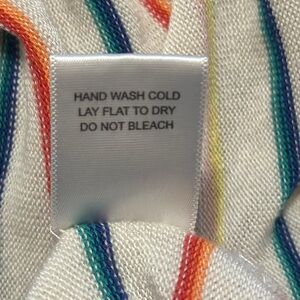 HAND WASH COLD
LAY FLAT TO DRY
DO NOT BLEACH